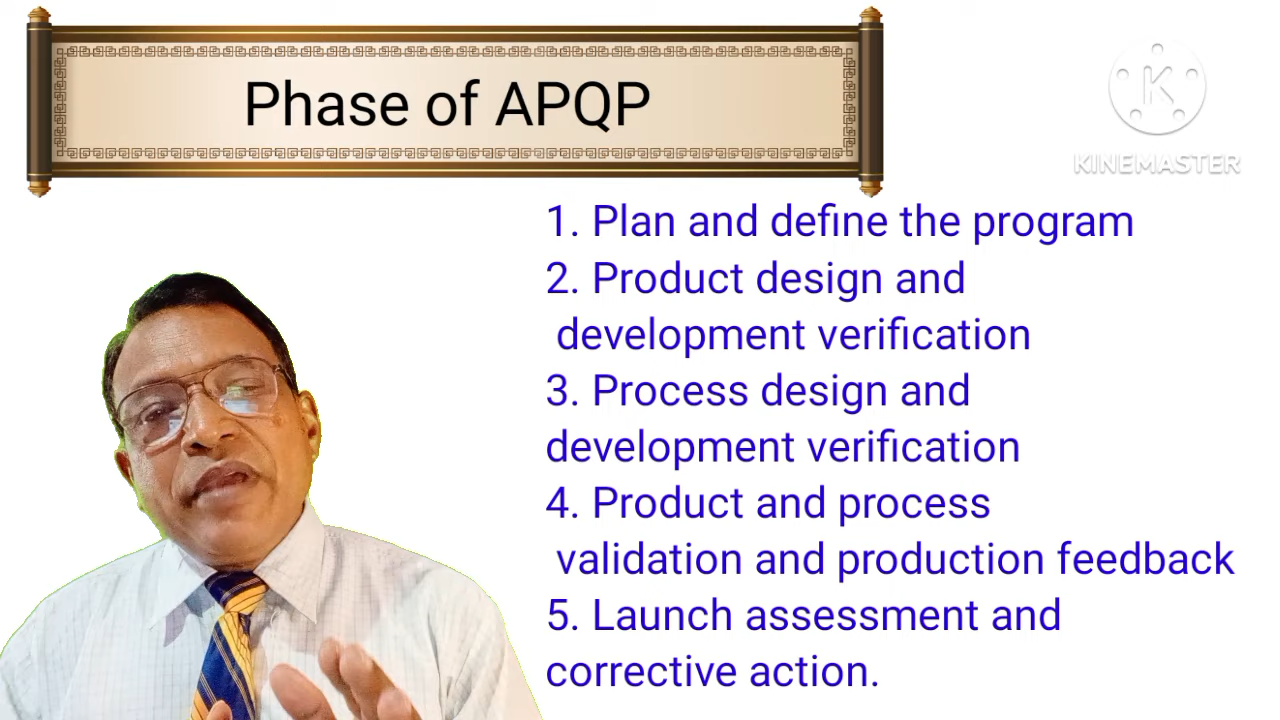 Phase of APQP
K
KINEMASTER
1. Plan and define the program
2. Product design and
development verification
3. Process design and
development verification
4. Product and process
validation and production feedback
5. Launch assessment and
corrective action.